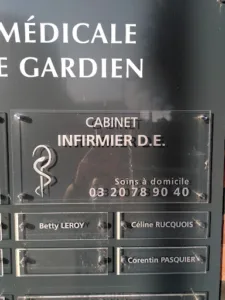 MÉDICALE
E GARDIEN
CABINET
INFIRMIER D.E.
Soins à domicile
03 20 78 90 40
Betty LEROY
Céline RUCQUOIS
Corentin PASQUIER